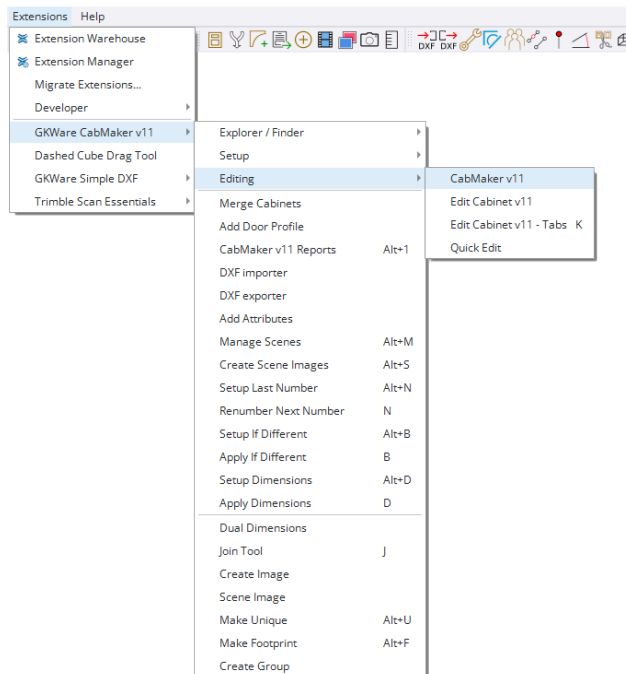 Extensions Help
Extension Warehouse
Extension Manager
Migrate Extensions...
Developer
GKWare CabMaker v11
Dashed Cube Drag Tool
GKWare Simple DXF
Trimble Scan Essentials
DXF DXF
Explorer / Finder
Setup
Editing
Merge Cabinets
Add Door Profile
CabMaker v11 Reports Alt+1
DXF importer
DXF exporter
Add Attributes
Manage Scenes Alt+M
Create Scene Images Alt+S
Setup Last Number Alt+N
Renumber Next Number N
Setup If Different Alt+B
Apply If Different B
Setup Dimensions Alt+D
Apply Dimensions D
Dual Dimensions
Join Tool J
Create Image
Scene Image
Make Unique Alt+U
Make Footprint Alt+F
Create Group
CabMaker v11
Edit Cabinet v11
Edit Cabinet v11 - Tabs K
Quick Edit